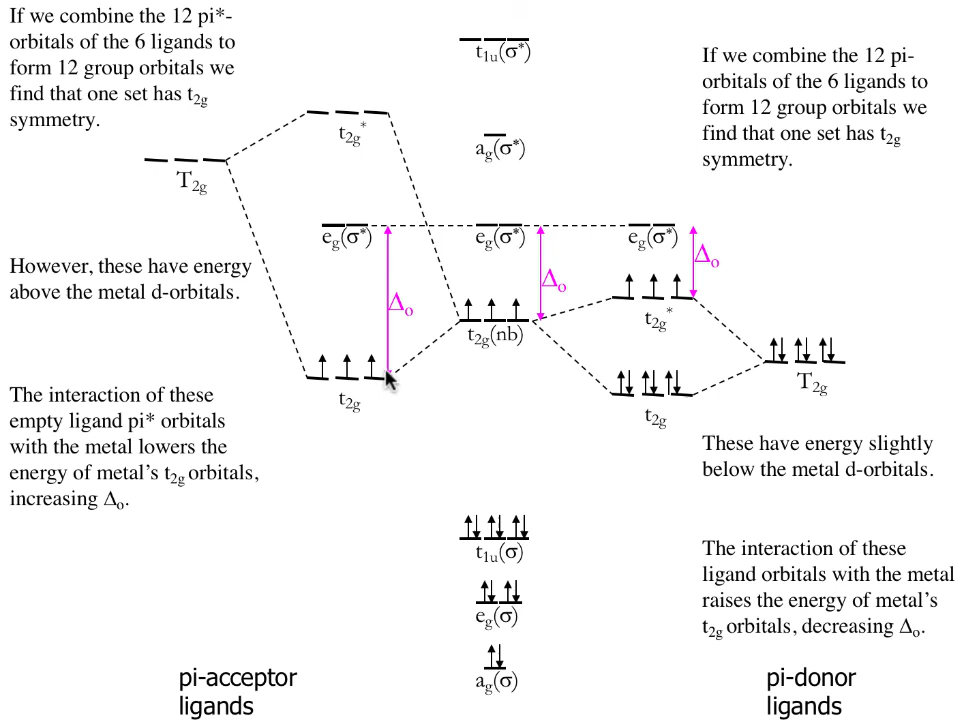 If we combine the 12 pi*-
orbitals of the 6 ligands to
form 12 group orbitals we
find that one set has t2g
symmetry.
However, these have energy
above the metal d-orbitals.
The interaction of these
empty ligand pi* orbitals
with the metal lowers the
energy of metal's t2g orbitals,
increasing Δo.
T2g
t2g*
eg(σ*)
Δo
t2g
pi-acceptor
ligands
t1u(σ*)
ag(σ*)
eg(σ*)
Δo
t2g(nb)
t1u(σ)
eg(σ)
ag(σ)
eg(σ*)
Δo
t2g*
t2g
T2g
If we combine the 12 pi-
orbitals of the 6 ligands to
form 12 group orbitals we
find that one set has t2g
symmetry.
These have energy slightly
below the metal d-orbitals.
The interaction of these
ligand orbitals with the metal
raises the energy of metal's
t2g orbitals, decreasing Δo.
pi-donor
ligands